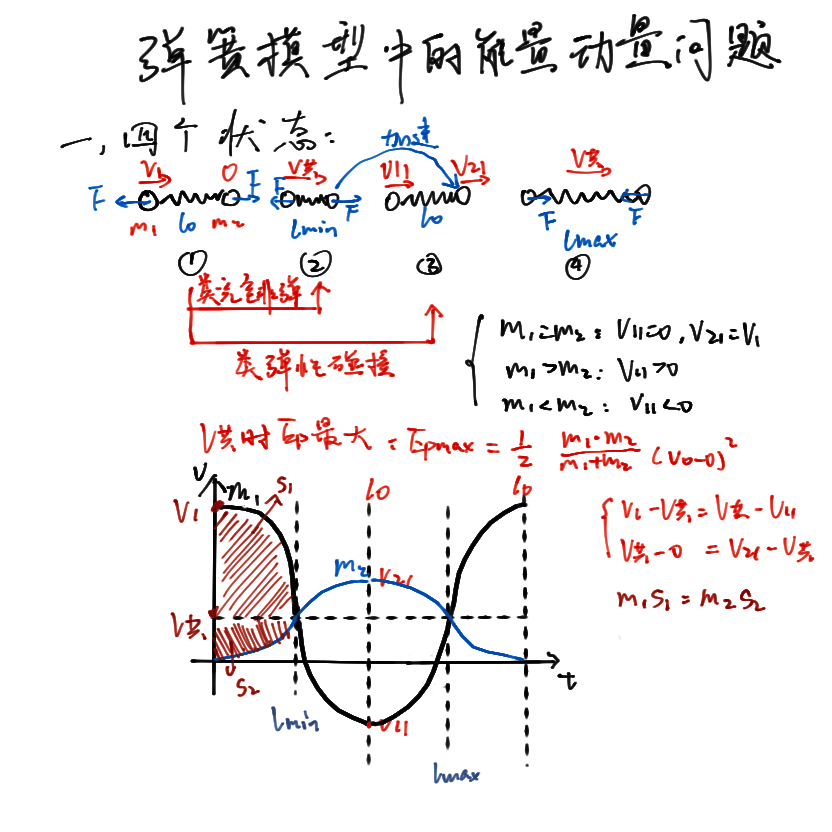 弹簧模型中的能量动量问题
一,四个状态:
V₁ 0 V共 V11 V21 V共
F F F F F F
m₁ l₀ m₂ lmin l₀ lmax
① ② ③ ④
类完全非弹
类弹性碰撞
m₁=m₂: V11=0, V21=V₁
m₁>m₂: V11>0
m₁<m₂: V11<0
V共时EP最大 = Epmax = 1/2 m₁·m₂/(m₁+m₂) (V0-0)²
V m₁ S₁ l₀ l₀
V₁
V₁-V共=V共-V11
V共-0 = V21-V共
m₂ V21
m₁S₁=m₂S₂
V共
S₂ t
lmin V11
lmax